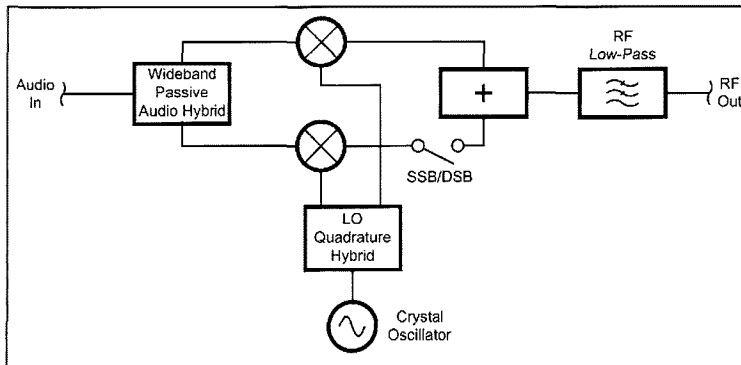 Audio
In
Wideband
Passive
Audio Hybrid
+
RF
Low-Pass
RF
Out
SSB/DSB
LO
Quadrature
Hybrid
Crystal
Oscillator